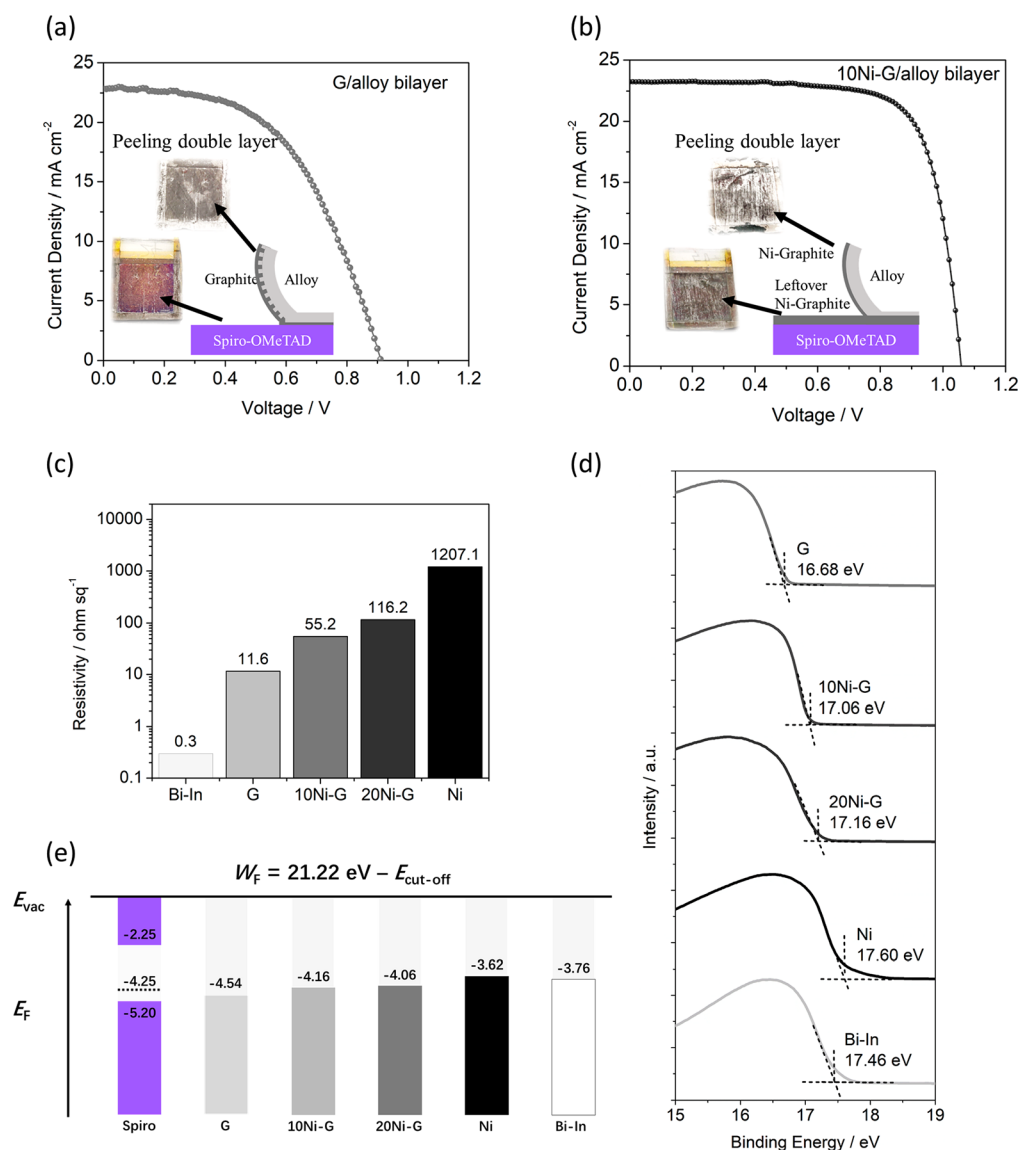 (a)
25
20
15
10
5
0
0.0 0.2 0.4 0.6 0.8 1.0 1.2
Current Density / mA cm-2
Voltage / V
G/alloy bilayer
Peeling double layer
Graphite
Alloy
Spiro-OMeTAD
(b)
25
20
15
10
5
0
0.0 0.2 0.4 0.6 0.8 1.0 1.2
Current Density / mA cm-2
Voltage / V
10Ni-G/alloy bilayer
Peeling double layer
Ni-Graphite
Alloy
Leftover
Ni-Graphite
Spiro-OMeTAD
(c)
10000
1000
100
10
1
0.1
Resistivity / ohm sq-1
0.3
11.6
55.2
116.2
1207.1
Bi-In G 10Ni-G 20Ni-G Ni
(d)
Intensity / a.u.
G
16.68 eV
10Ni-G
17.06 eV
20Ni-G
17.16 eV
Ni
17.60 eV
Bi-In
17.46 eV
15 16 17 18 19
Binding Energy / eV
(e)
WF = 21.22 eV – Ecut-off
Evac
EF
-2.25
-4.25
-5.20
-4.54
-4.16
-4.06
-3.62
-3.76
Spiro G 10Ni-G 20Ni-G Ni Bi-In